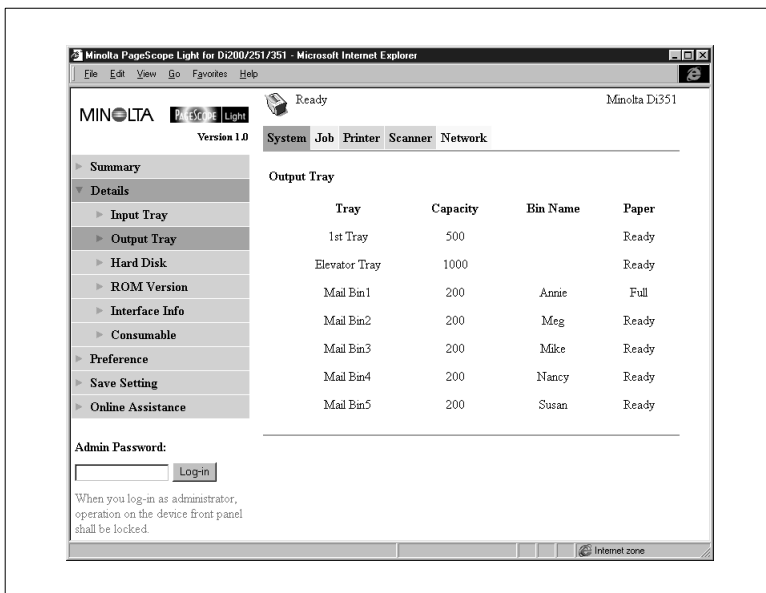 Minolta PageScope Light for Di200/251/351 - Microsoft Internet Explorer
File Edit View Go Favorites Help
MINOLTA PAGESCOPE Light
Version 1.0
Ready Minolta Di351
System Job Printer Scanner Network
Summary
Details
Input Tray
Output Tray
Hard Disk
ROM Version
Interface Info
Consumable
Preference
Save Setting
Online Assistance
Admin Password:
Log-in
When you log-in as administrator,
operation on the device front panel
shall be locked.
Output Tray
Tray Capacity Bin Name Paper
1st Tray 500 Ready
Elevator Tray 1000 Ready
Mail Bin1 200 Annie Full
Mail Bin2 200 Meg Ready
Mail Bin3 200 Mike Ready
Mail Bin4 200 Nancy Ready
Mail Bin5 200 Susan Ready
Internet zone